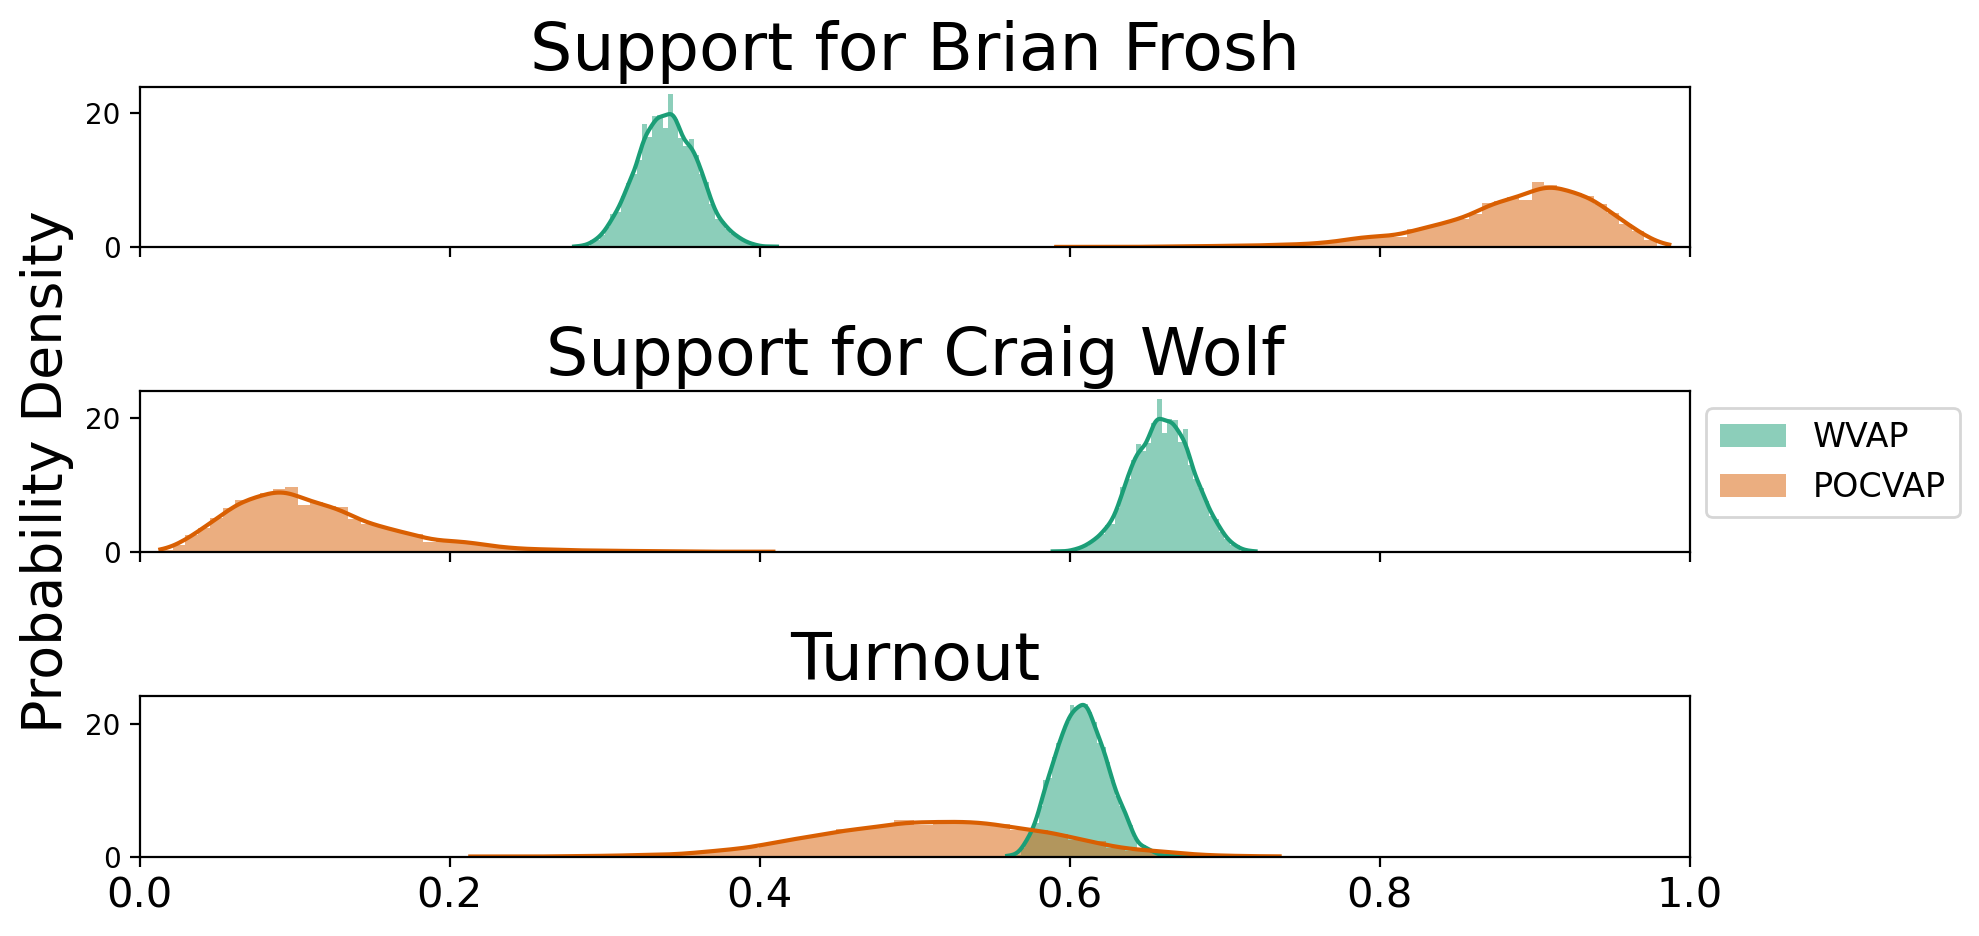 Support for Brian Frosh
20
0
Support for Craig Wolf
20
0
Probability Density
WVAP
POCVAP
Turnout
20
0
0.0 0.2 0.4 0.6 0.8 1.0